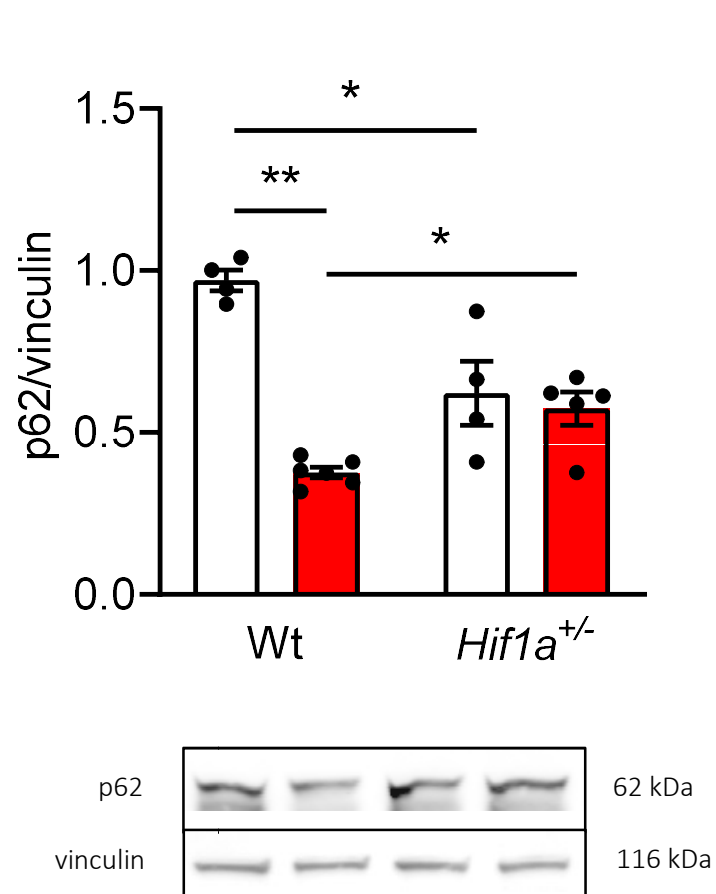 *
**
*
1.5
1.0
0.5
0.0
p62/vinculin
Wt
Hif1a+/-
p62
62 kDa
vinculin
116 kDa